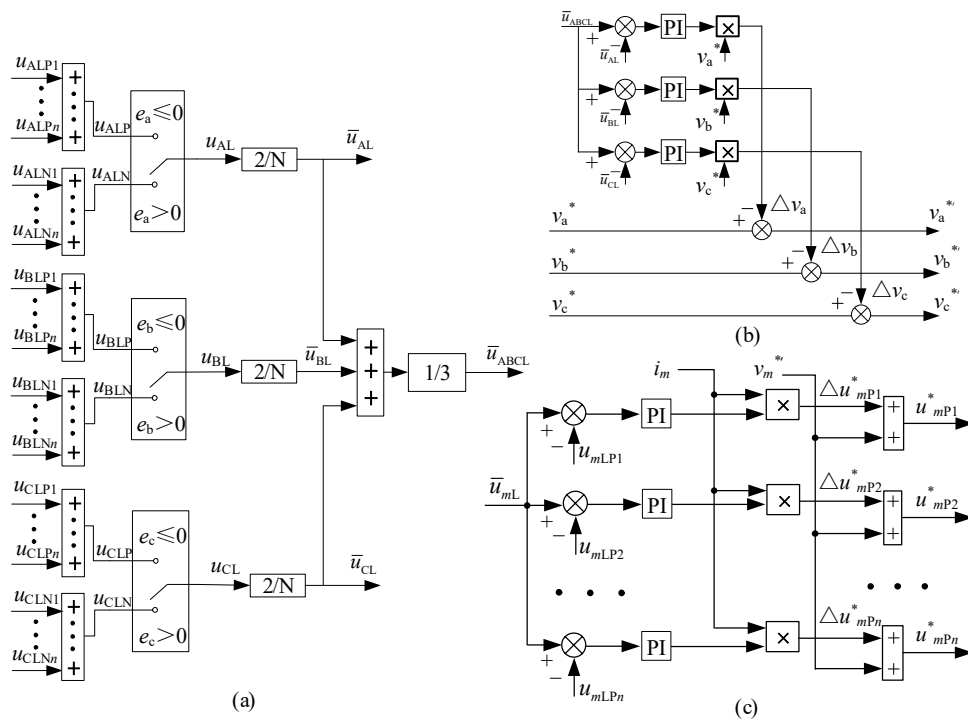 u_ALP1
u_ALPn
u_ALP
e_a≤0
u_AL
2/N
ū_AL
u_ALN1
u_ALN
e_a>0
u_ALNn
u_BLP1
u_BLPn
u_BLP
e_b≤0
u_BL
2/N
ū_BL
u_BLN1
u_BLN
e_b>0
u_BLNn
1/3
ū_ABCL
u_CLP1
u_CLPn
u_CLP
e_c≤0
u_CL
2/N
ū_CL
u_CLN1
u_CLN
e_c>0
u_CLNn
(a)
ū_ABCL
ū_AL
PI
v_a*
ū_BL
PI
v_b*
ū_CL
PI
v_c*
v_a*
△v_a
v_a*′
v_b*
△v_b
v_b*′
v_c*
△v_c
v_c*′
(b)
i_m
v_m*′
PI
△u*_mP1
u*_mP1
u_mLP1
ū_mL
PI
△u*_mP2
u*_mP2
u_mLP2
PI
△u*_mPn
u*_mPn
u_mLPn
(c)